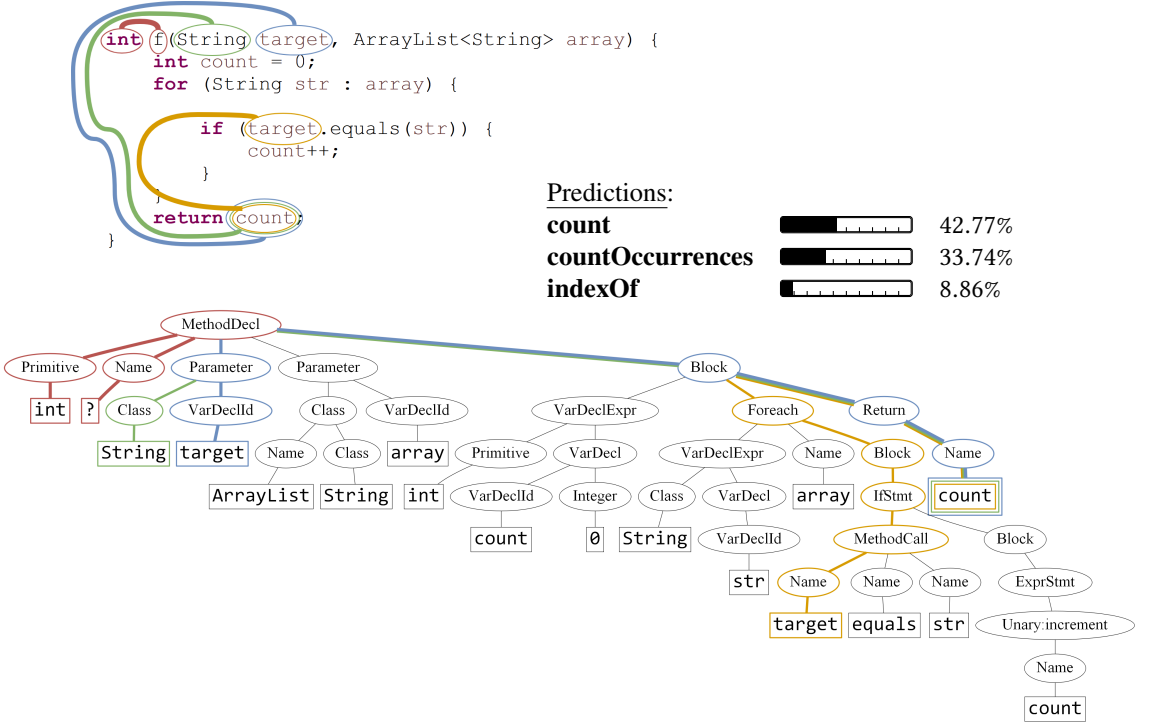 int f(String target, ArrayList<String> array) {
int count = 0;
for (String str : array) {
if (target.equals(str)) {
count++;
}
}
return count;
}
Predictions:
count 42.77%
countOccurrences 33.74%
indexOf 8.86%
MethodDecl
Primitive Name Parameter Parameter Block
int ? Class VarDeclId Class VarDeclId VarDeclExpr Foreach Return
String target Name Class array Primitive VarDecl VarDeclExpr Name Block Name
ArrayList String int VarDeclId Integer Class VarDecl array IfStmt count
count 0 String VarDeclId MethodCall Block
str Name Name Name ExprStmt
target equals str Unary:increment
Name
count